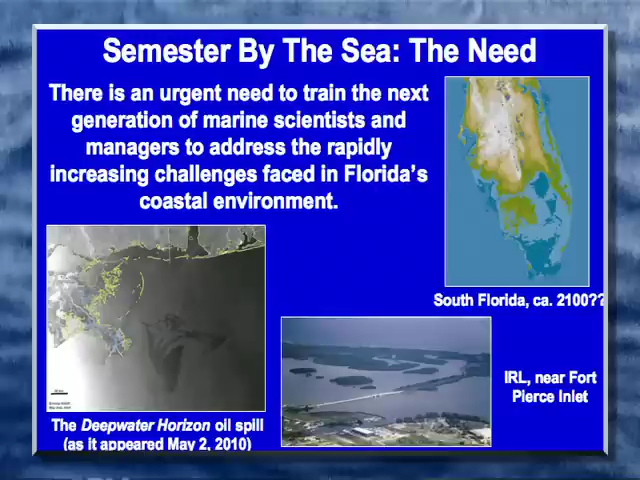 Semester By The Sea: The Need
There is an urgent need to train the next
generation of marine scientists and
managers to address the rapidly
increasing challenges faced in Florida's
coastal environment.
South Florida, ca. 2100??
IRL, near Fort
Pierce Inlet
The Deepwater Horizon oil spill
(as it appeared May 2, 2010)